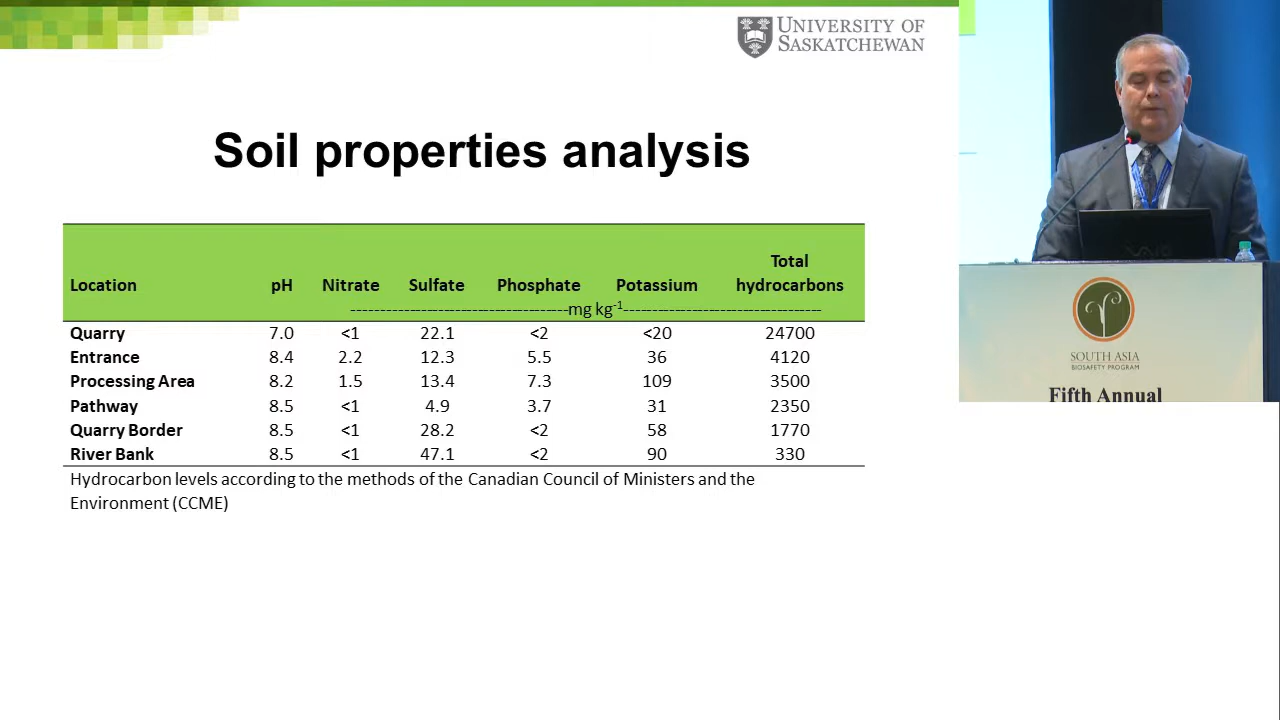 UNIVERSITY OF
SASKATCHEWAN
Soil properties analysis
Location pH Nitrate Sulfate Phosphate Potassium Total hydrocarbons
mg kg-1
Quarry 7.0 <1 22.1 <2 <20 24700
Entrance 8.4 2.2 12.3 5.5 36 4120
Processing Area 8.2 1.5 13.4 7.3 109 3500
Pathway 8.5 <1 4.9 3.7 31 2350
Quarry Border 8.5 <1 28.2 <2 58 1770
River Bank 8.5 <1 47.1 <2 90 330
Hydrocarbon levels according to the methods of the Canadian Council of Ministers and the
Environment (CCME)
SOUTH ASIA
BIOSAFETY PROGRAM
Fifth Annual